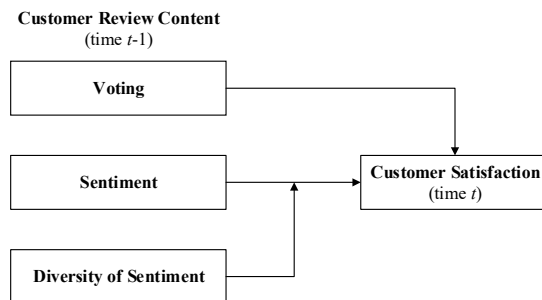 Customer Review Content
(time t-1)
Voting
Sentiment
Customer Satisfaction
(time t)
Diversity of Sentiment